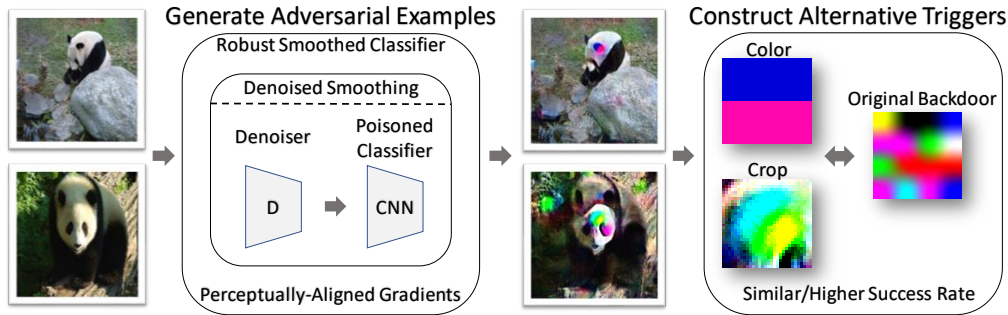 Generate Adversarial Examples
Robust Smoothed Classifier
Denoised Smoothing
Denoiser
Poisoned
Classifier
D
CNN
Perceptually-Aligned Gradients
Construct Alternative Triggers
Color
Original Backdoor
Crop
Similar/Higher Success Rate